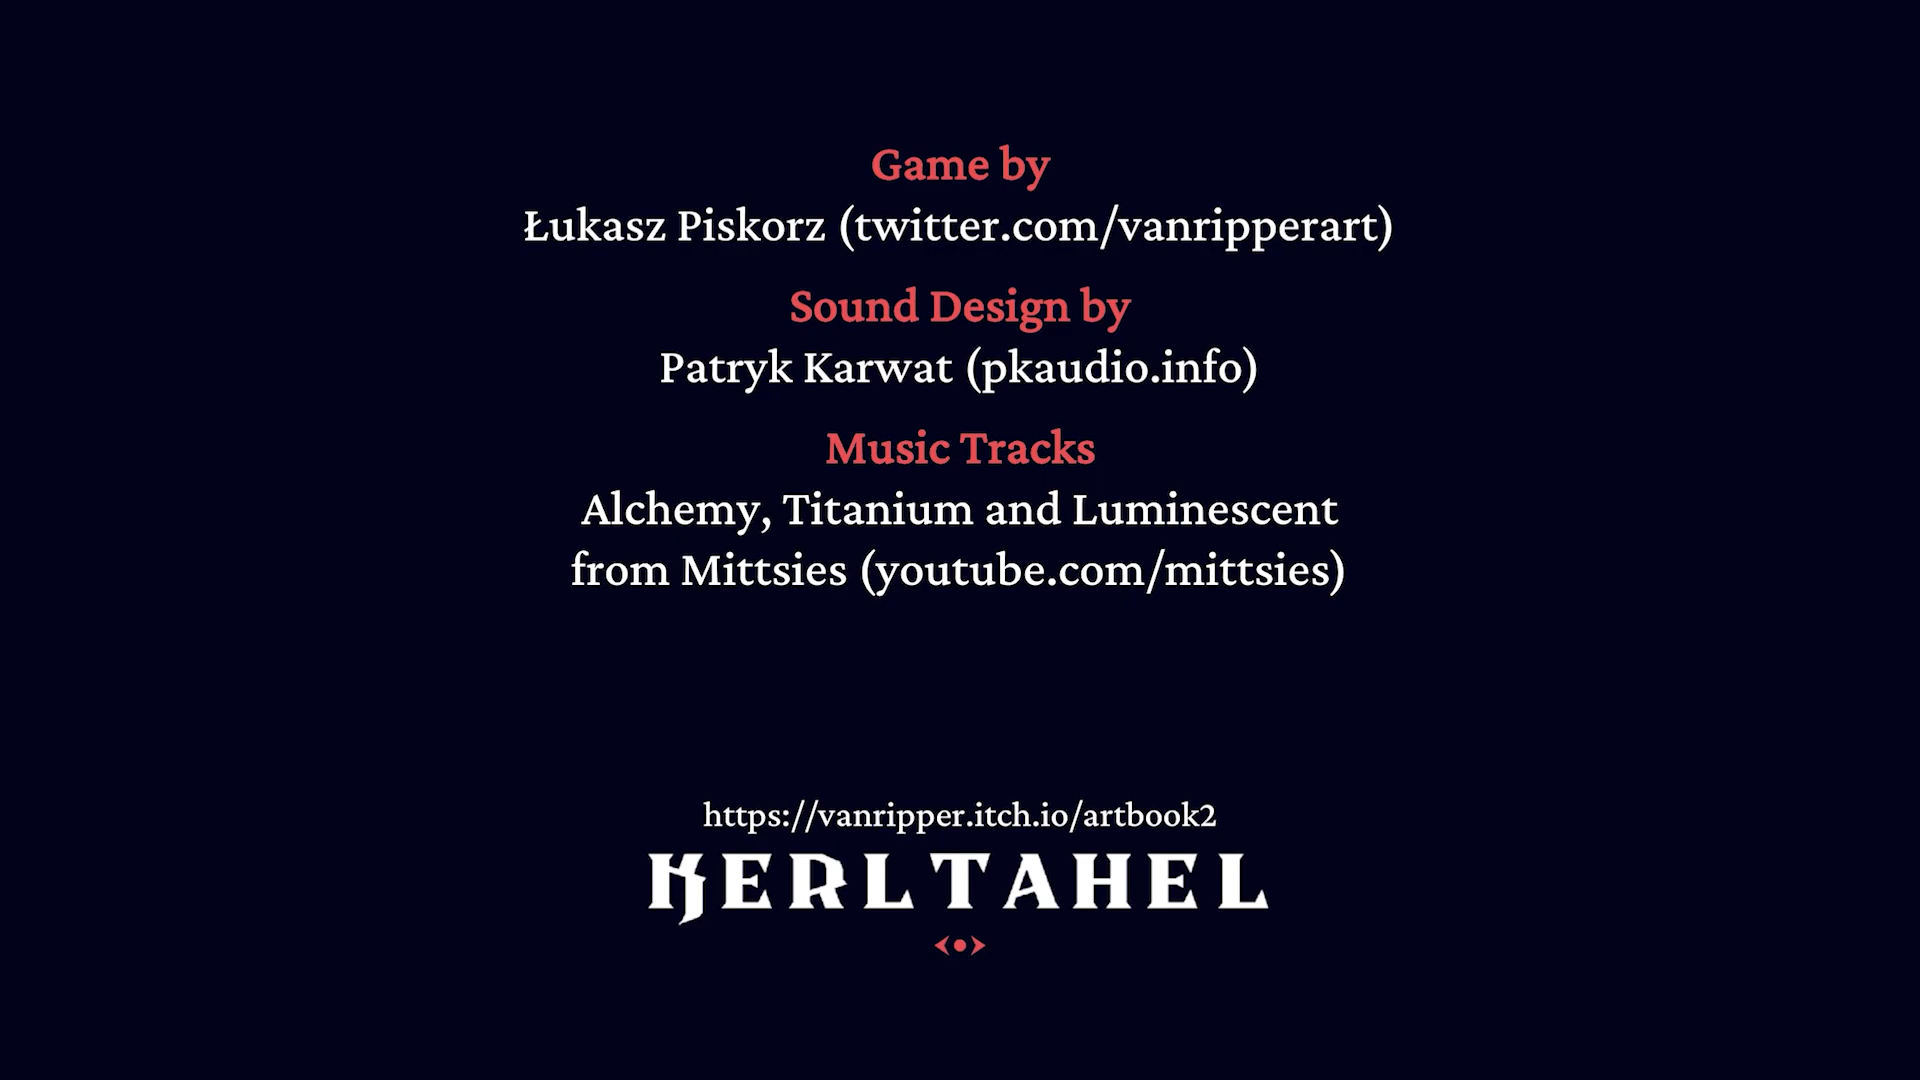 Game by
Łukasz Piskorz (twitter.com/vanripperart)
Sound Design by
Patryk Karwat (pkaudio.info)
Music Tracks
Alchemy, Titanium and Luminescent
from Mittsies (youtube.com/mittsies)
https://vanripper.itch.io/artbook2
KERLTAHEL